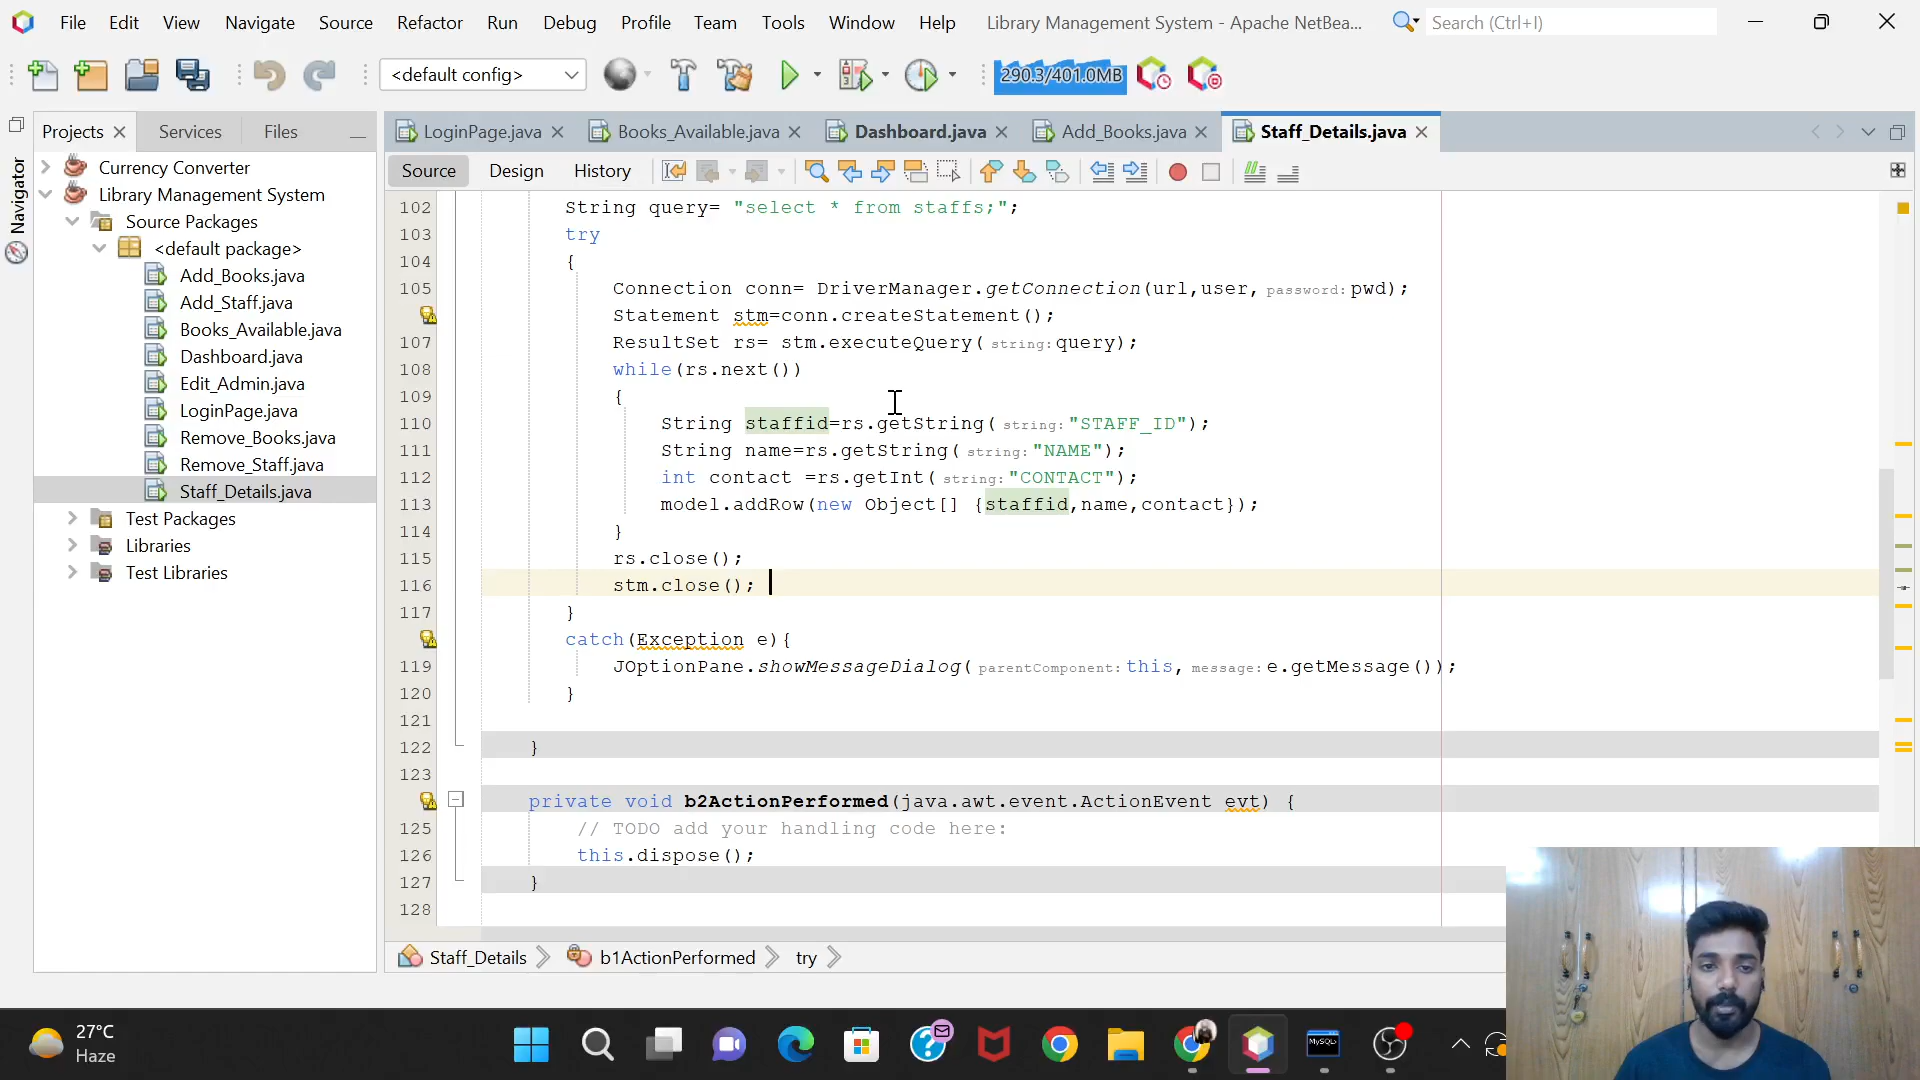 File Edit View Navigate Source Refactor Run Debug Profile Team Tools Window Help Library Management System - Apache NetBea... Search (Ctrl+I)
<default config> 290.3/401.0MB
Projects Services Files
LoginPage.java Books_Available.java Dashboard.java Add_Books.java Staff_Details.java
Source Design History
Navigator
Currency Converter
Library Management System
Source Packages
<default package>
Add_Books.java
Add_Staff.java
Books_Available.java
Dashboard.java
Edit_Admin.java
LoginPage.java
Remove_Books.java
Remove_Staff.java
Staff_Details.java
Test Packages
Libraries
Test Libraries
102 String query= "select * from staffs;";
103 try
104 {
105 Connection conn= DriverManager.getConnection(url,user, password: pwd);
Statement stm=conn.createStatement();
107 ResultSet rs= stm.executeQuery( string: query);
108 while(rs.next())
109 {
110 String staffid=rs.getString( string: "STAFF_ID");
111 String name=rs.getString( string: "NAME");
112 int contact =rs.getInt( string: "CONTACT");
113 model.addRow(new Object[] {staffid,name,contact});
114 }
115 rs.close();
116 stm.close();
117 }
catch(Exception e){
119 JOptionPane.showMessageDialog( parentComponent: this, message: e.getMessage());
120 }
121
122 }
123
private void b2ActionPerformed(java.awt.event.ActionEvent evt) {
125 // TODO add your handling code here:
126 this.dispose();
127 }
128
Staff_Details b1ActionPerformed try
27°C
Haze
MySQL